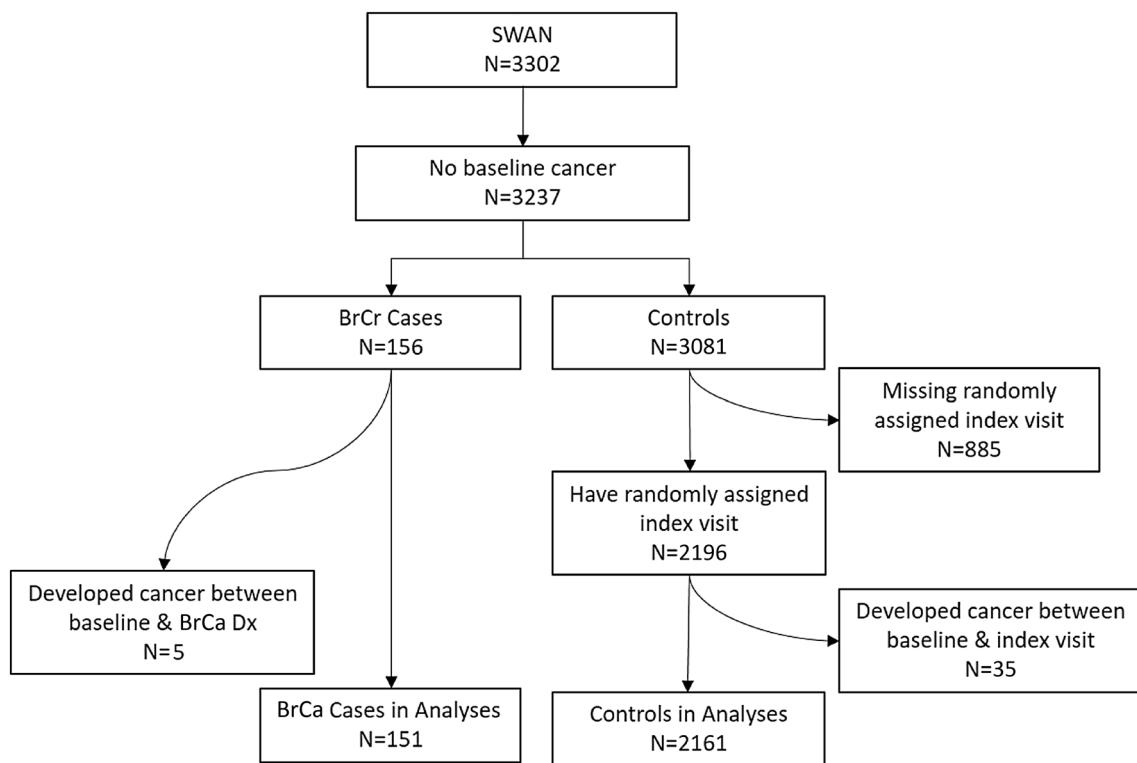 SWAN
N=3302
No baseline cancer
N=3237
BrCr Cases
N=156
Controls
N=3081
Missing randomly
assigned index visit
N=885
Have randomly assigned
index visit
N=2196
Developed cancer between
baseline & BrCa Dx
N=5
Developed cancer between
baseline & index visit
N=35
BrCa Cases in Analyses
N=151
Controls in Analyses
N=2161